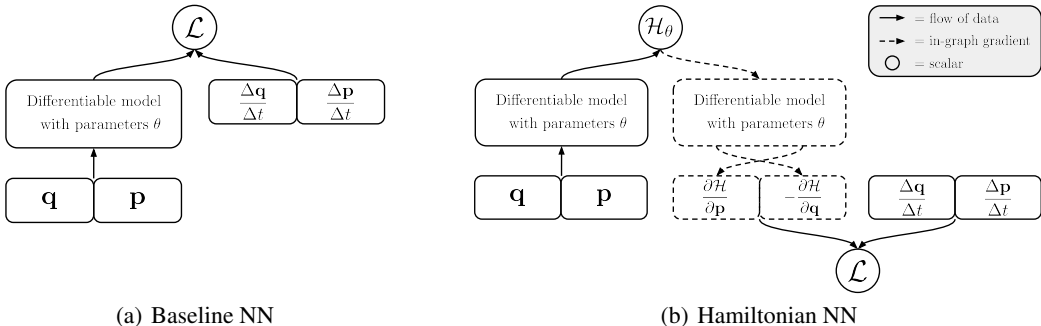 ℒ
Differentiable model
with parameters θ
Δ𝐪/Δt Δ𝐩/Δt
𝐪 𝐩
(a) Baseline NN
ℋ_θ
Differentiable model
with parameters θ
Differentiable model
with parameters θ
𝐪 𝐩
∂ℋ/∂𝐩 −∂ℋ/∂𝐪
Δ𝐪/Δt Δ𝐩/Δt
ℒ
(b) Hamiltonian NN
= flow of data
= in-graph gradient
= scalar